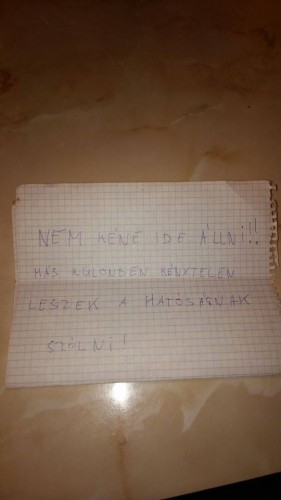 NEM KÉNE IDE ÁLLNI!!
MÁS KÜLÖNBEN KÉNYTELEN
LESZEK A HATÓSÁGNAK
SZÓLNI!